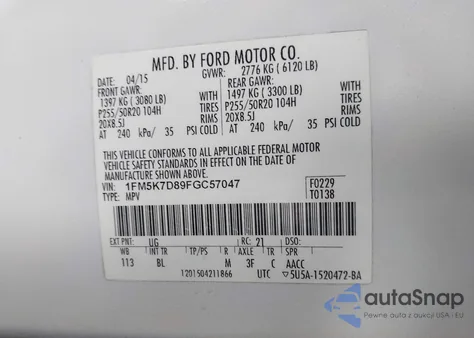 MFD. BY FORD MOTOR CO.
DATE: 04/15 GVWR: 2776 KG ( 6120 LB)
FRONT GAWR: REAR GAWR:
1397 KG ( 3080 LB) 1497 KG ( 3300 LB)
P255/50R20 104H TIRES P255/50R20 104H TIRES
20X8.5J RIMS 20X8.5J RIMS
AT 240 kPa/ 35 PSI COLD AT 240 kPa/ 35 PSI COLD
THIS VEHICLE CONFORMS TO ALL APPLICABLE FEDERAL MOTOR
VEHICLE SAFETY STANDARDS IN EFFECT ON THE DATE OF
MANUFACTURE SHOWN ABOVE.
VIN: 1FM5K7D89FGC57047 F0229
TYPE: MPV T0138
EXT PNT: UG RC: 21 DSO:
WB INT TR TP/PS R AXLE TR SPR
113 BL M 3F C AACC
1201504211866 UTC 5U5A-1520472-BA
autoSnap
Pewne auta z USA i EU